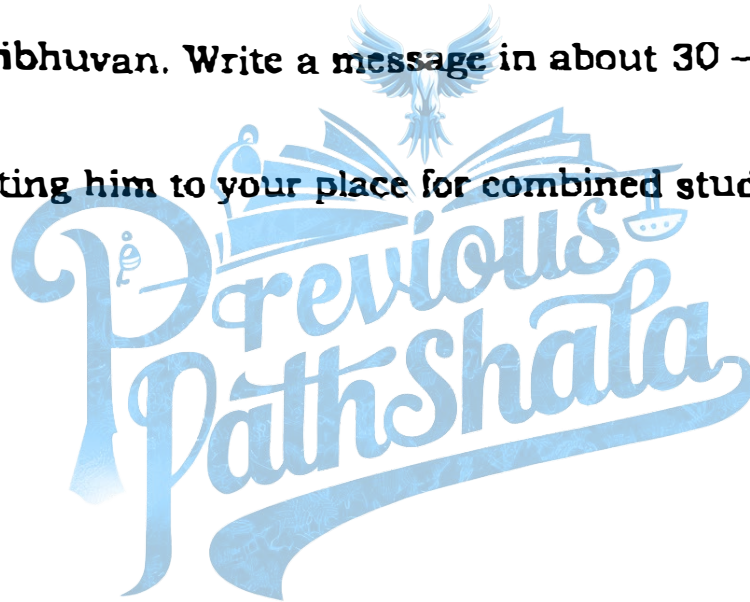 ibhuvan. Write a message in about 30 –
ting him to your place for combined stud
Previous
Pathshala